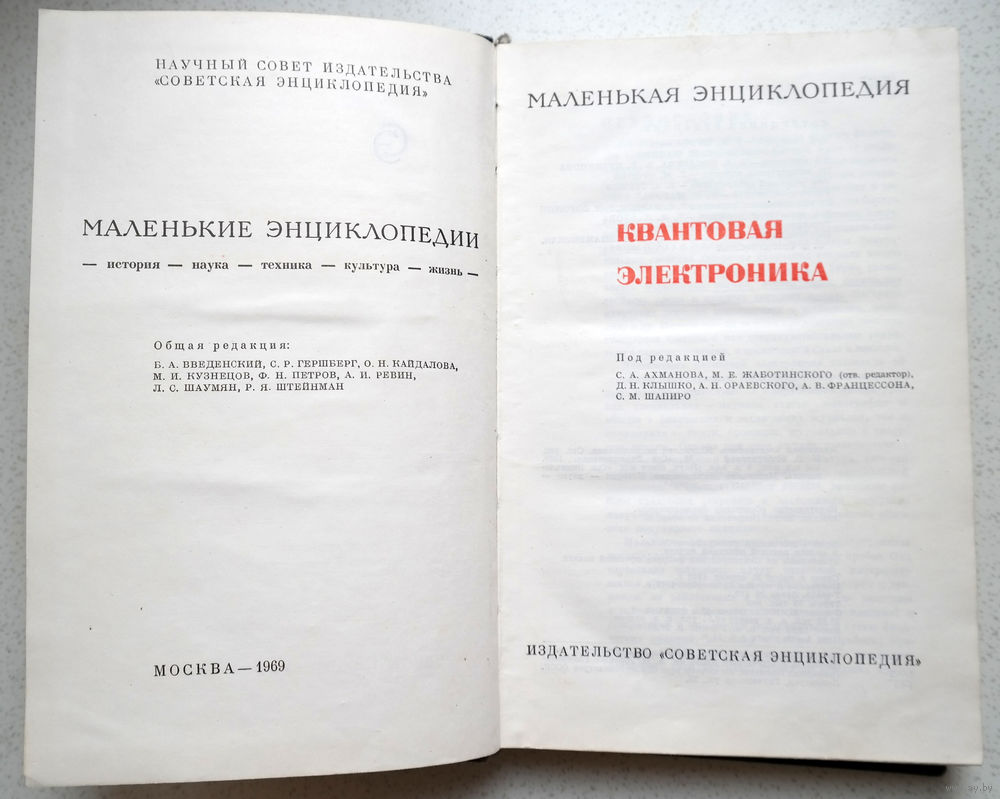 НАУЧНЫЙ СОВЕТ ИЗДАТЕЛЬСТВА
«СОВЕТСКАЯ ЭНЦИКЛОПЕДИЯ»
МАЛЕНЬКИЕ ЭНЦИКЛОПЕДИИ
— история — наука — техника — культура — жизнь —
Общая редакция:
Б. А. ВВЕДЕНСКИЙ, С. Р. ГЕРШБЕРГ, О. Н. КАЙДАЛОВА,
М. И. КУЗНЕЦОВ, Ф. Н. ПЕТРОВ, А. И. РЕВИН,
Л. С. ШАУМЯН, Р. Я. ШТЕЙНМАН
МОСКВА — 1969
МАЛЕНЬКАЯ ЭНЦИКЛОПЕДИЯ
КВАНТОВАЯ
ЭЛЕКТРОНИКА
Под редакцией
С. А. АХМАНОВА, М. Е. ЖАБОТИНСКОГО (отв. редактор),
Д. Н. КЛЫШКО, А. Н. ОРАЕВСКОГО, А. В. ФРАНЦЕССОНА,
С. М. ШАПИРО
ИЗДАТЕЛЬСТВО «СОВЕТСКАЯ ЭНЦИКЛОПЕДИЯ»